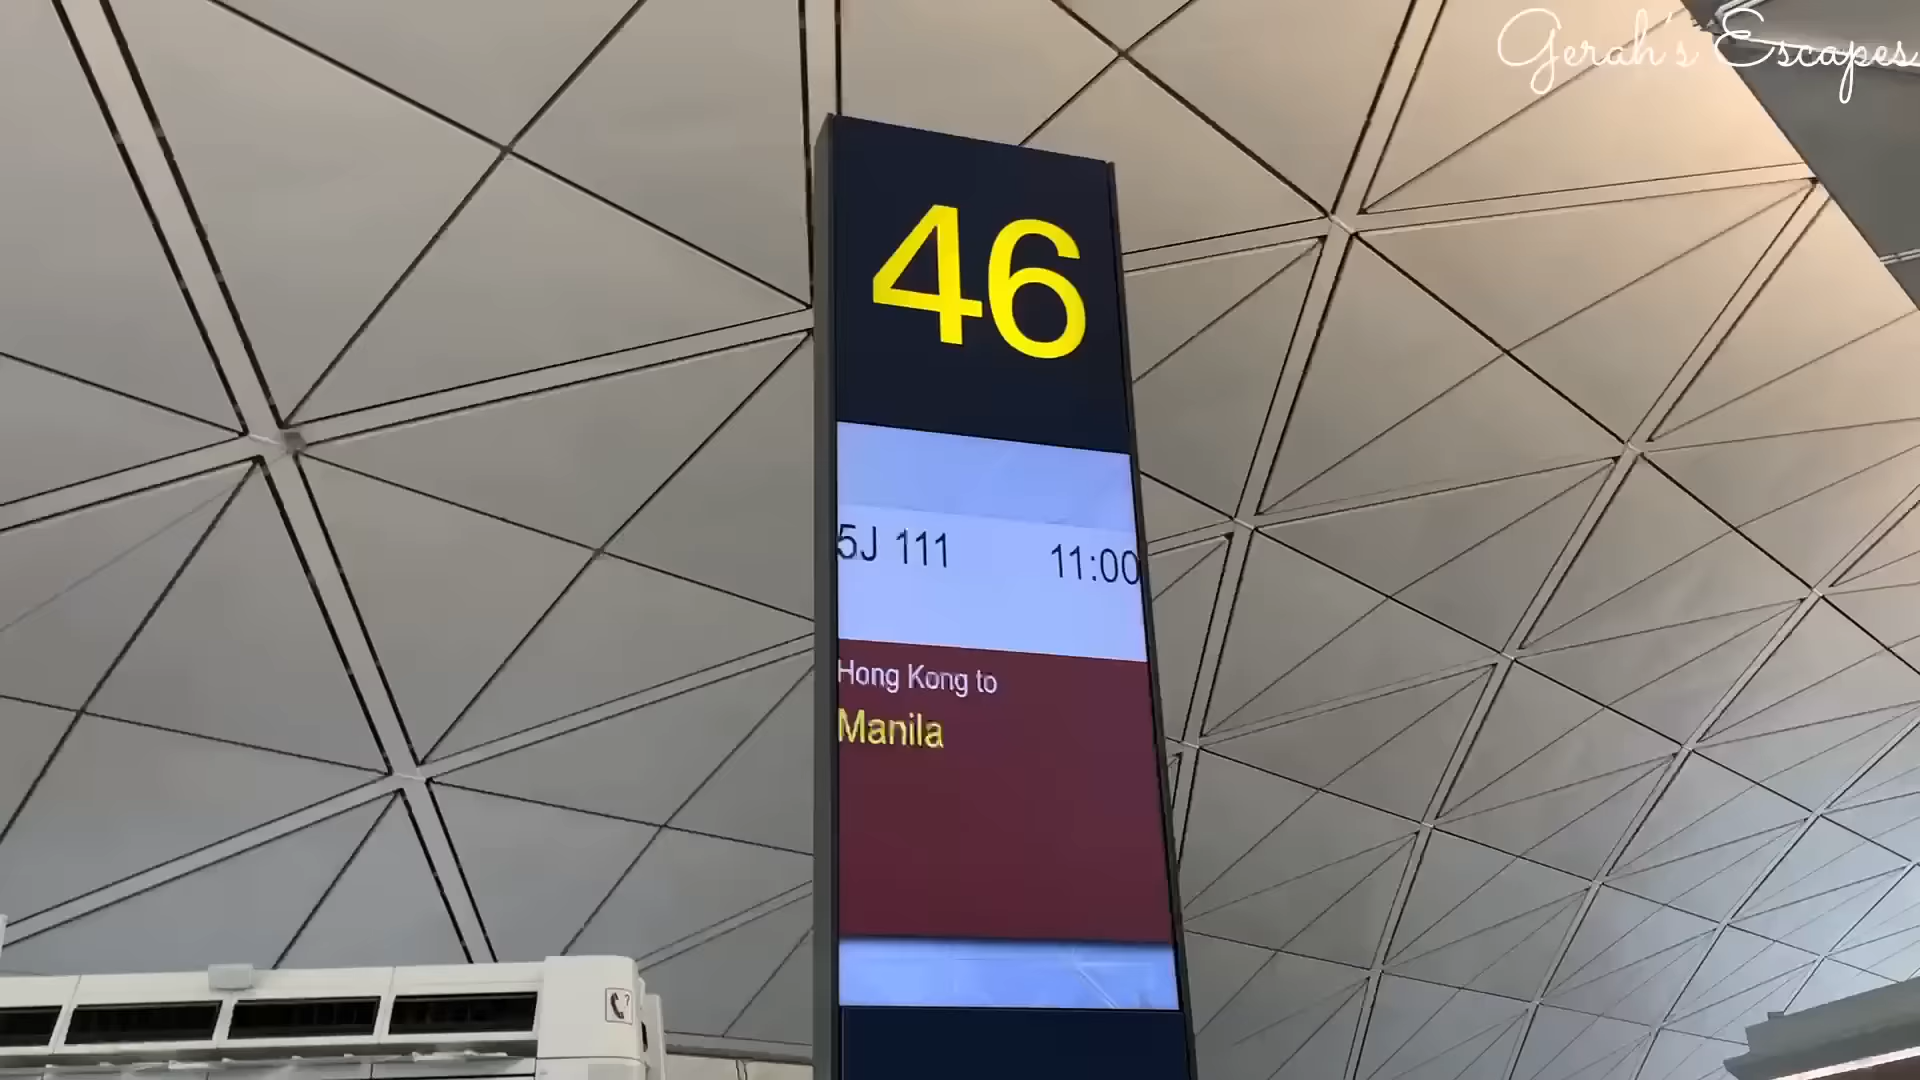 Gerah's Escapes
46
5J 111 11:00
Hong Kong to
Manila
?